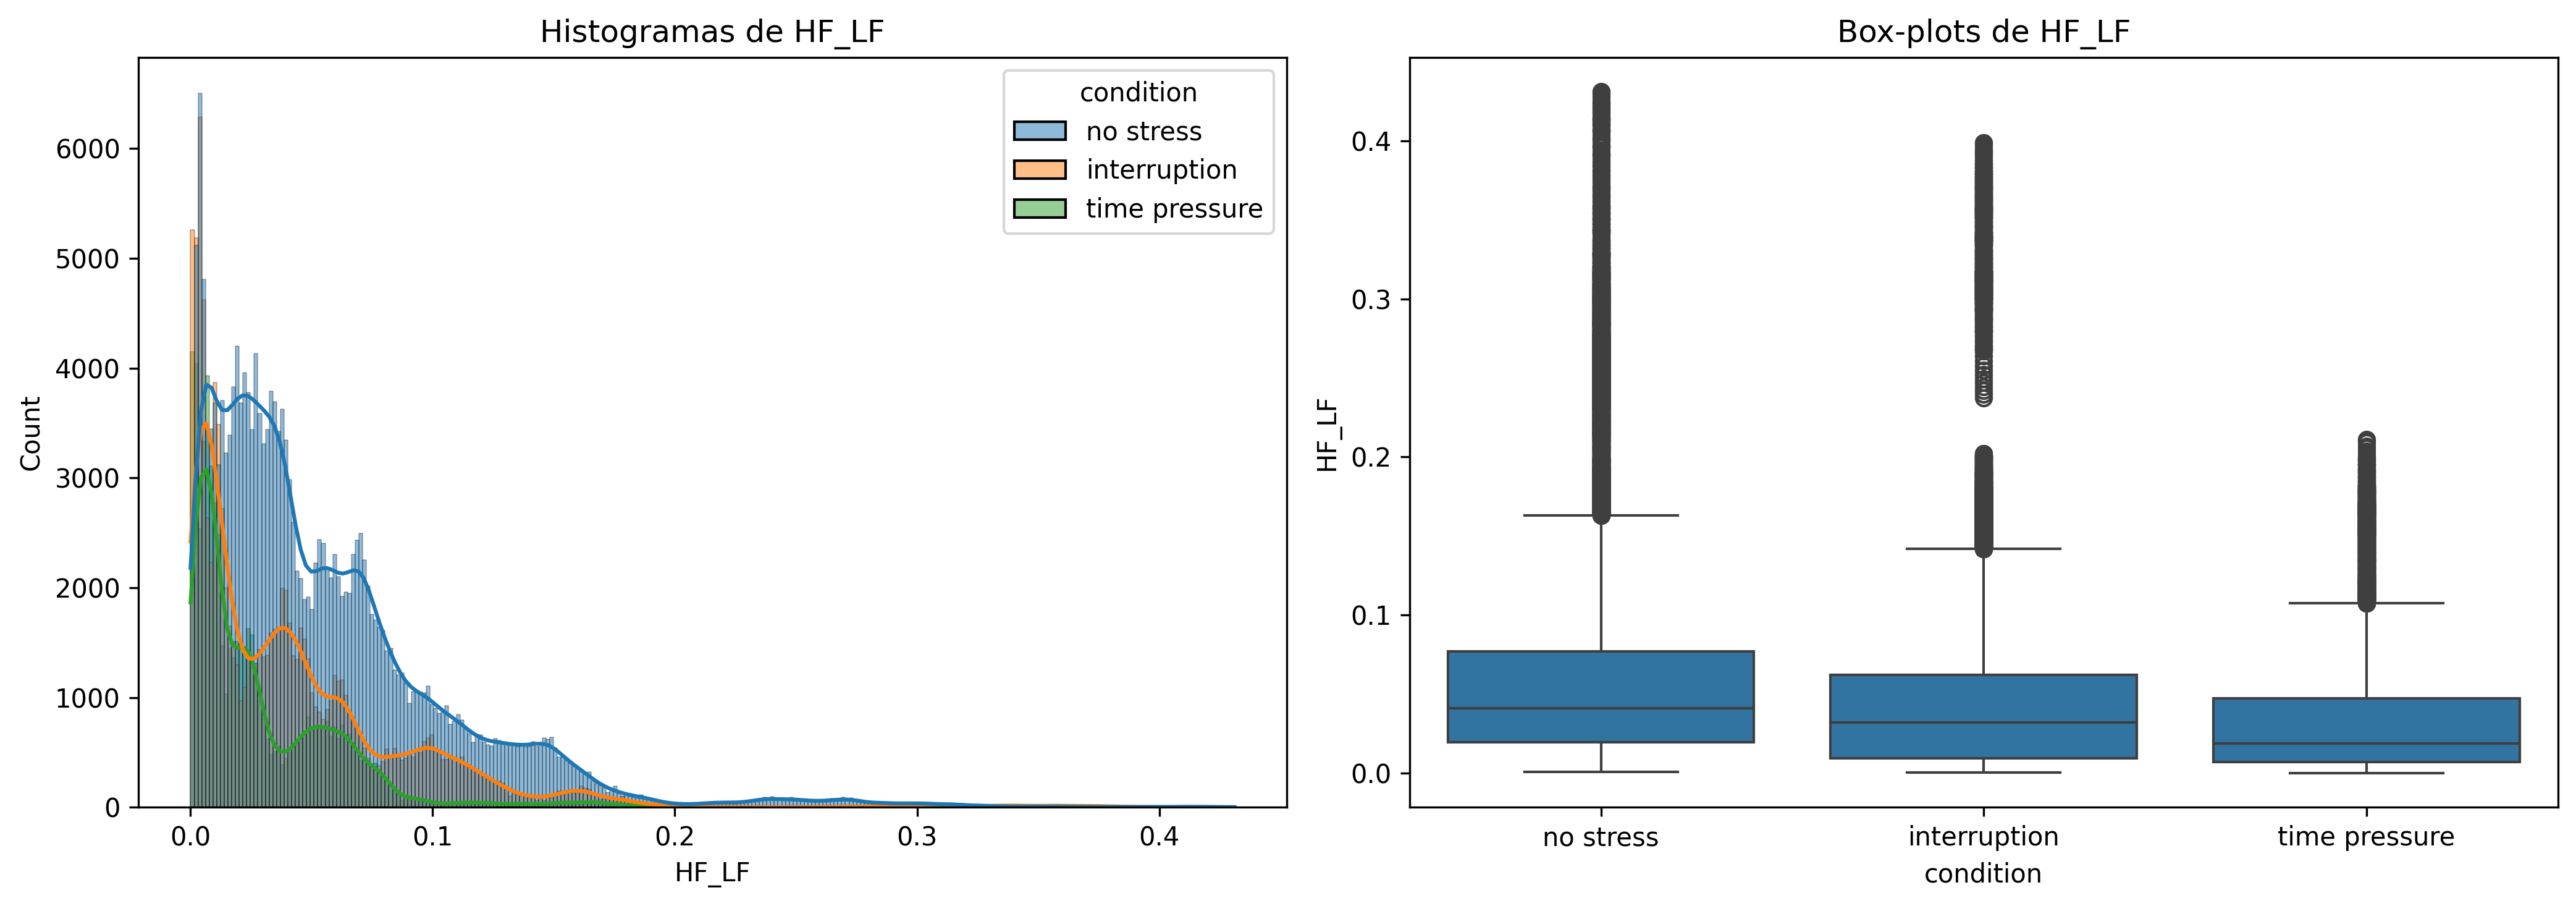 Histogramas de HF_LF
condition
no stress
interruption
time pressure
6000
5000
4000
3000
2000
1000
0
Count
0.0
0.1
0.2
0.3
0.4
HF_LF
Box-plots de HF_LF
0.4
0.3
0.2
0.1
0.0
HF_LF
no stress
interruption
time pressure
condition